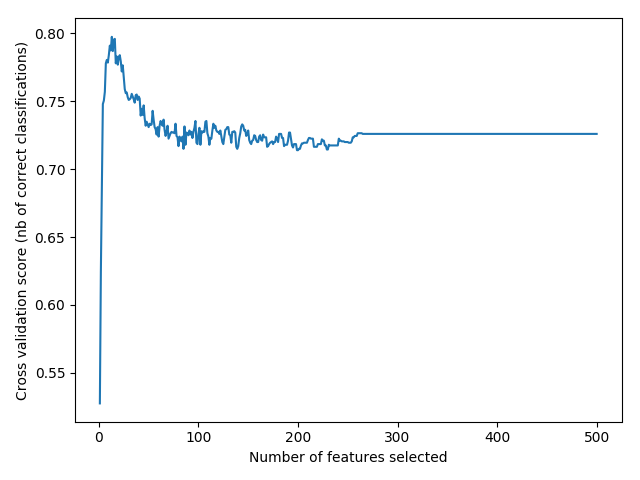 0.80
0.75
0.70
0.65
0.60
0.55
Cross validation score (nb of correct classifications)
0 100 200 300 400 500
Number of features selected